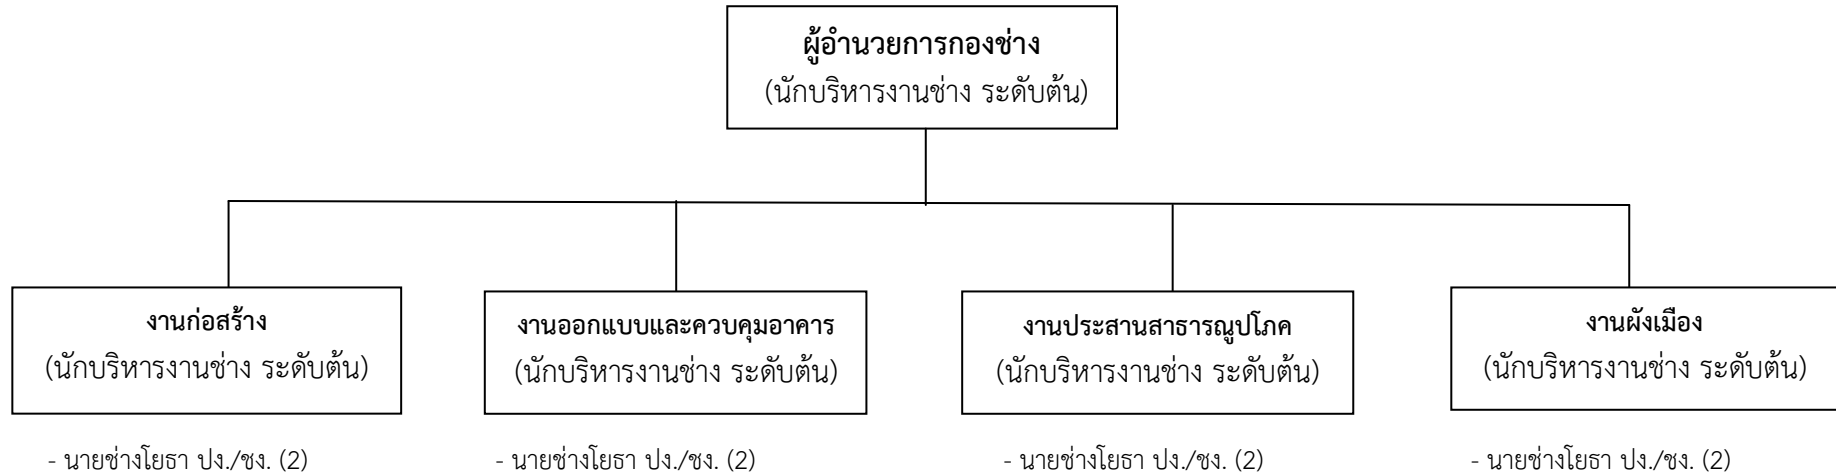 ผู้อำนวยการกองช่าง
(นักบริหารงานช่าง ระดับต้น)
งานก่อสร้าง
(นักบริหารงานช่าง ระดับต้น)
งานออกแบบและควบคุมอาคาร
(นักบริหารงานช่าง ระดับต้น)
งานประสานสาธารณูปโภค
(นักบริหารงานช่าง ระดับต้น)
งานผังเมือง
(นักบริหารงานช่าง ระดับต้น)
- นายช่างโยธา ปง./ชง. (2)
- นายช่างโยธา ปง./ชง. (2)
- นายช่างโยธา ปง./ชง. (2)
- นายช่างโยธา ปง./ชง. (2)